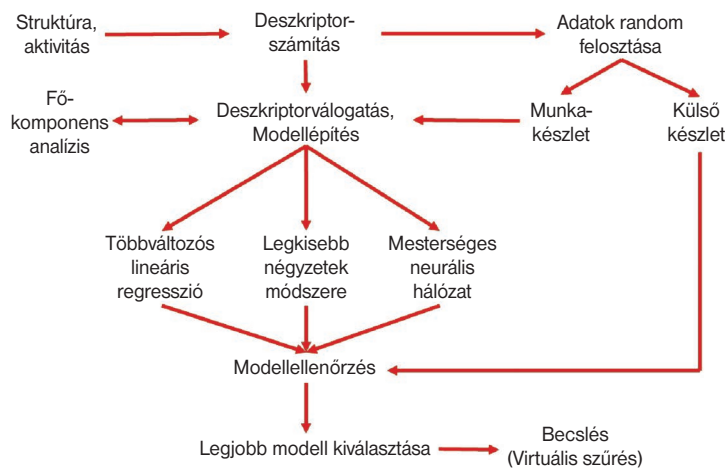 Struktúra,
aktivitás
Deszkriptor-
számítás
Adatok random
felosztása
Fő-
komponens
analízis
Deszkriptorválogatás,
Modellépítés
Munka-
készlet
Külső
készlet
Többváltozós
lineáris
regresszió
Legkisebb
négyzetek
módszere
Mesterséges
neurális
hálózat
Modellellenőrzés
Legjobb modell kiválasztása
Becslés
(Virtuális szűrés)